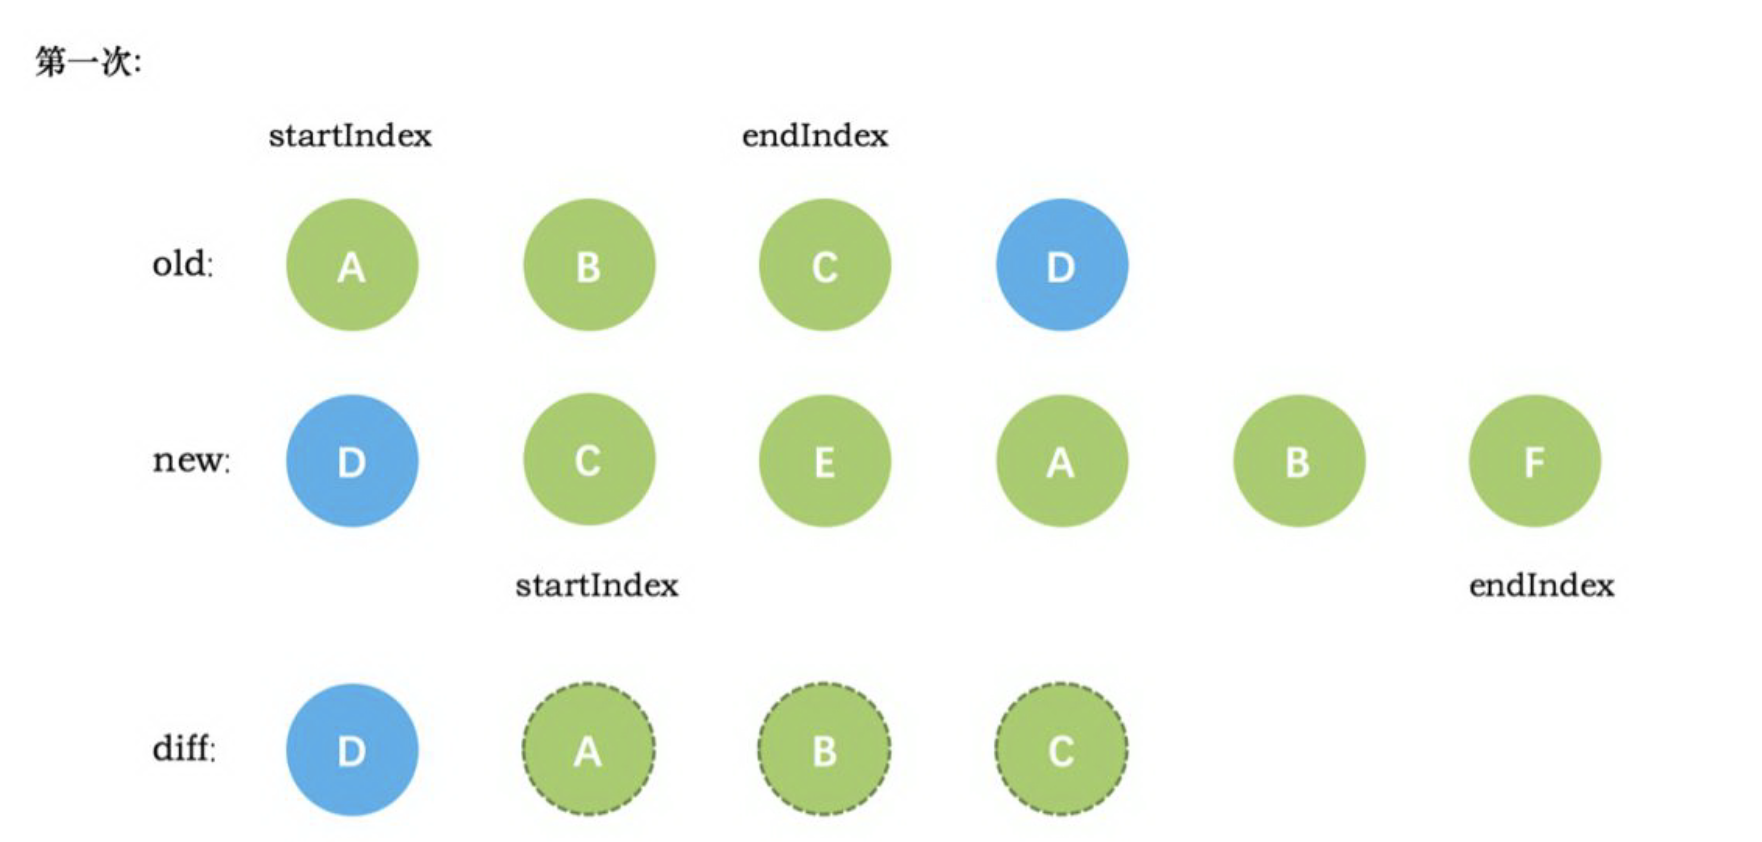 第一次:
startIndex endIndex
old: A B C D
new: D C E A B F
startIndex endIndex
diff: D A B C